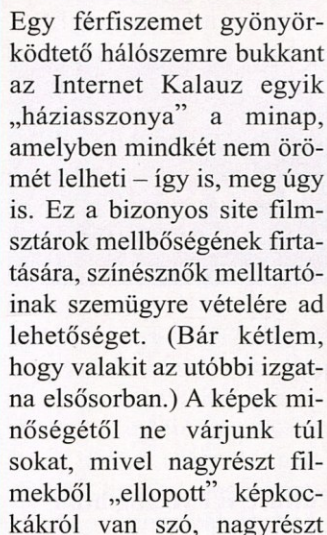 Egy férfiszemet gyönyör-
ködtető hálószemre bukkant
az Internet Kalauz egyik
„háziasszonya” a minap,
amelyben mindkét nem örö-
mét lelheti – így is, meg úgy
is. Ez a bizonyos site film-
sztárok mellbőségének firta-
tására, színésznők melltartó-
inak szemügyre vételére ad
lehetőséget. (Bár kétlem,
hogy valakit az utóbbi izgat-
na elsősorban.) A képek mi-
nőségétől ne várjunk túl
sokat, mivel nagyrészt fil-
mekből „ellopott” képkoc-
kákról van szó, nagyrészt